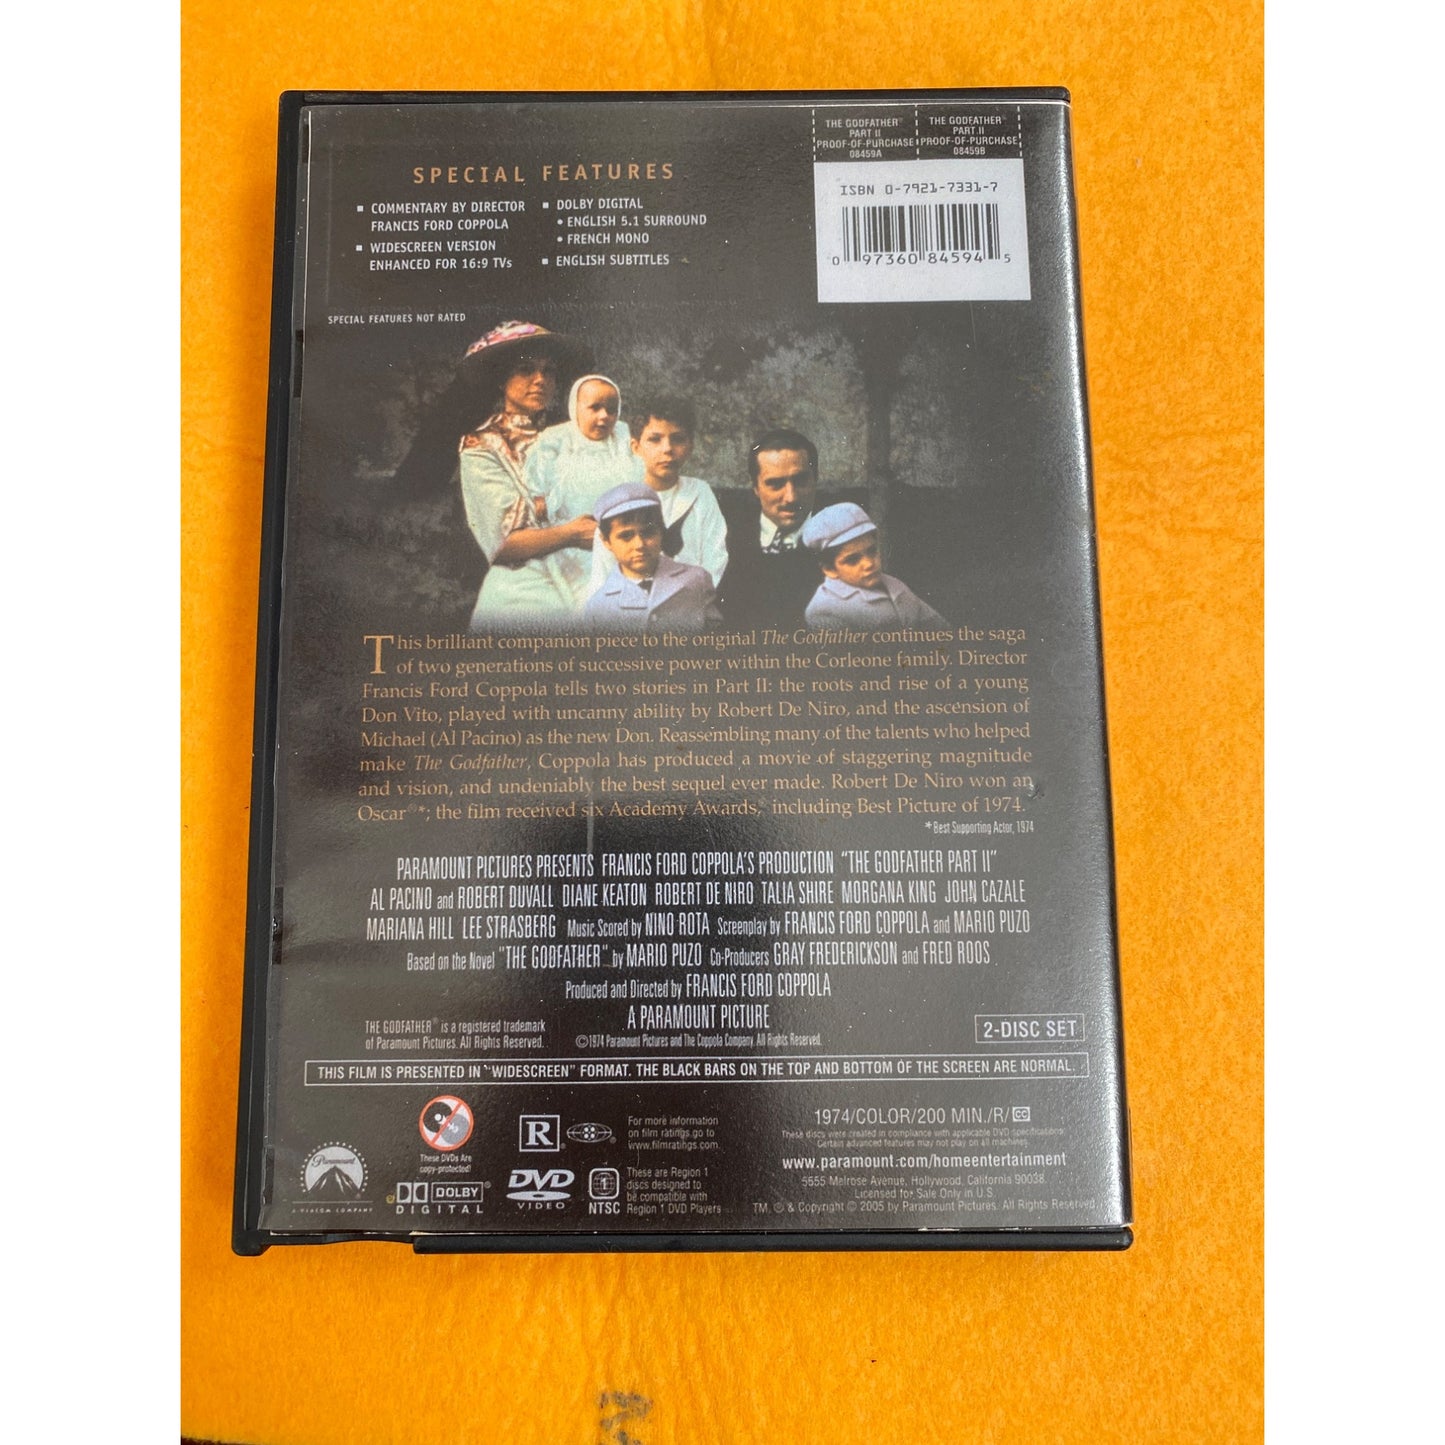 THE GODFATHER™
PART II
PROOF-OF-PURCHASE
08459A
THE GODFATHER™
PART II
PROOF-OF-PURCHASE
08459B
ISBN 0-7921-7331-7
0 97360 84594 5
SPECIAL FEATURES
▪ COMMENTARY BY DIRECTOR
FRANCIS FORD COPPOLA
▪ WIDESCREEN VERSION
ENHANCED FOR 16:9 TVs
▪ DOLBY DIGITAL
• ENGLISH 5.1 SURROUND
• FRENCH MONO
▪ ENGLISH SUBTITLES
SPECIAL FEATURES NOT RATED
This brilliant companion piece to the original The Godfather continues the saga
of two generations of successive power within the Corleone family. Director
Francis Ford Coppola tells two stories in Part II: the roots and rise of a young
Don Vito, played with uncanny ability by Robert De Niro, and the ascension of
Michael (Al Pacino) as the new Don. Reassembling many of the talents who helped
make The Godfather, Coppola has produced a movie of staggering magnitude
and vision, and undeniably the best sequel ever made. Robert De Niro won an
Oscar®*; the film received six Academy Awards,® including Best Picture of 1974.
*Best Supporting Actor, 1974
PARAMOUNT PICTURES PRESENTS FRANCIS FORD COPPOLA'S PRODUCTION "THE GODFATHER PART II"
AL PACINO and ROBERT DUVALL DIANE KEATON ROBERT DE NIRO TALIA SHIRE MORGANA KING JOHN CAZALE
MARIANA HILL LEE STRASBERG Music Scored by NINO ROTA Screenplay by FRANCIS FORD COPPOLA and MARIO PUZO
Based on the Novel "THE GODFATHER" by MARIO PUZO Co-Producers GRAY FREDERICKSON and FRED ROOS
Produced and Directed by FRANCIS FORD COPPOLA
A PARAMOUNT PICTURE
THE GODFATHER® is a registered trademark
of Paramount Pictures. All Rights Reserved.
©1974 Paramount Pictures and The Coppola Company. All Rights Reserved.
2-DISC SET
THIS FILM IS PRESENTED IN "WIDESCREEN" FORMAT. THE BLACK BARS ON THE TOP AND BOTTOM OF THE SCREEN ARE NORMAL.
These DVDs Are
copy-protected!
R
For more information
on film ratings.go to
www.filmratings.com.
1974/COLOR/200 MIN./R/CC
These discs were created in compliance with applicable DVD specifications.
Certain advanced features may not play on all machines.
www.paramount.com/homeentertainment
5555 Melrose Avenue, Hollywood, California 90038.
Licensed for Sale Only in U.S.
TM, ® & Copyright © 2005 by Paramount Pictures. All Rights Reserved.
Paramount
A VIACOM COMPANY
DOLBY
DIGITAL
DVD
VIDEO
1
NTSC
These are Region 1
discs designed to
be compatible with
Region 1 DVD Players